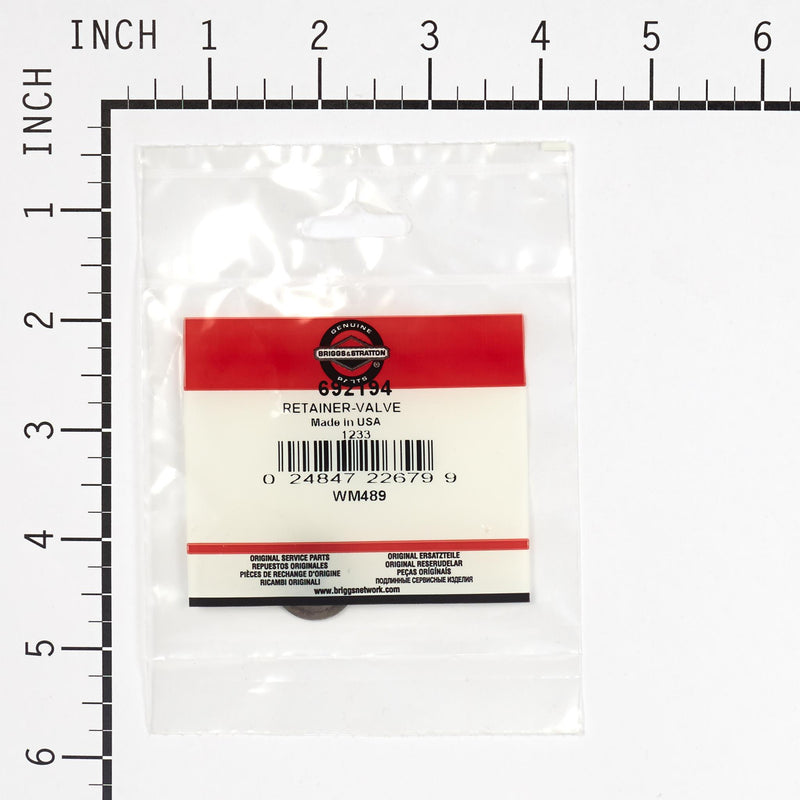 INCH 1 2 3 4 5 6
INCH
1
2
3
4
5
6
GENUINE
BRIGGS&STRATTON
®
PARTS
692194
RETAINER-VALVE
Made in USA
1233
0 24847 22679 9
WM489
ORIGINAL SERVICE PARTS
REPUESTOS ORIGINALES
PIÈCES DE RECHANGE D'ORIGINE
RICAMBI ORIGINALI
ORIGINAL ERSATZTEILE
ORIGINAL RESERUDELAR
PEÇAS ORIGÍNAIS
ПОДЛИННЫЕ СЕРВИСНЫЕ ИЗДЕЛИЯ
www.briggsnetwork.com